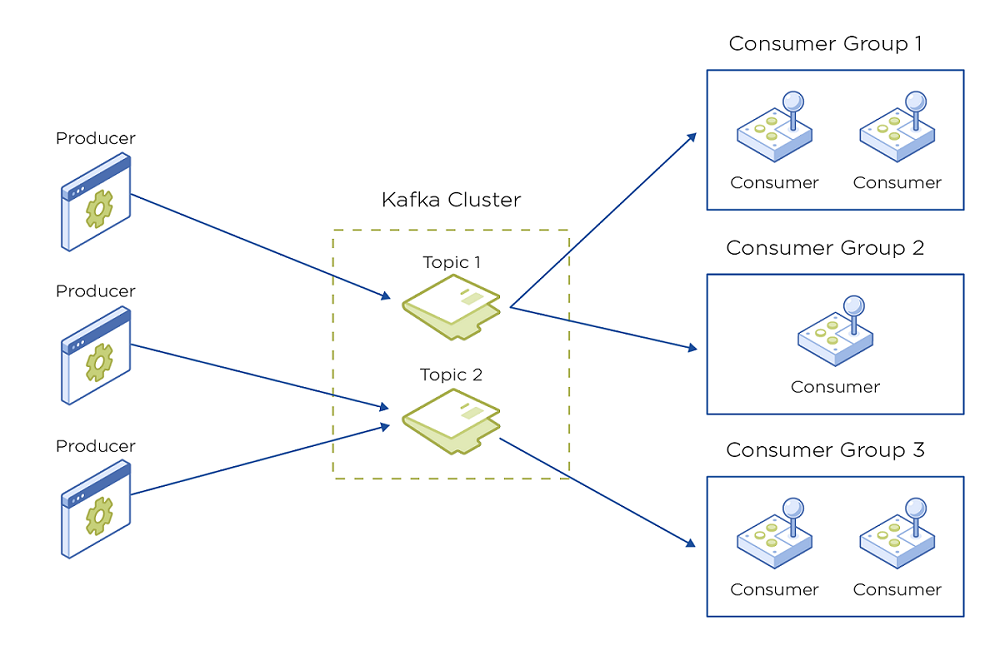 Producer
Producer
Producer
Kafka Cluster
Topic 1
Topic 2
Consumer Group 1
Consumer
Consumer
Consumer Group 2
Consumer
Consumer Group 3
Consumer
Consumer